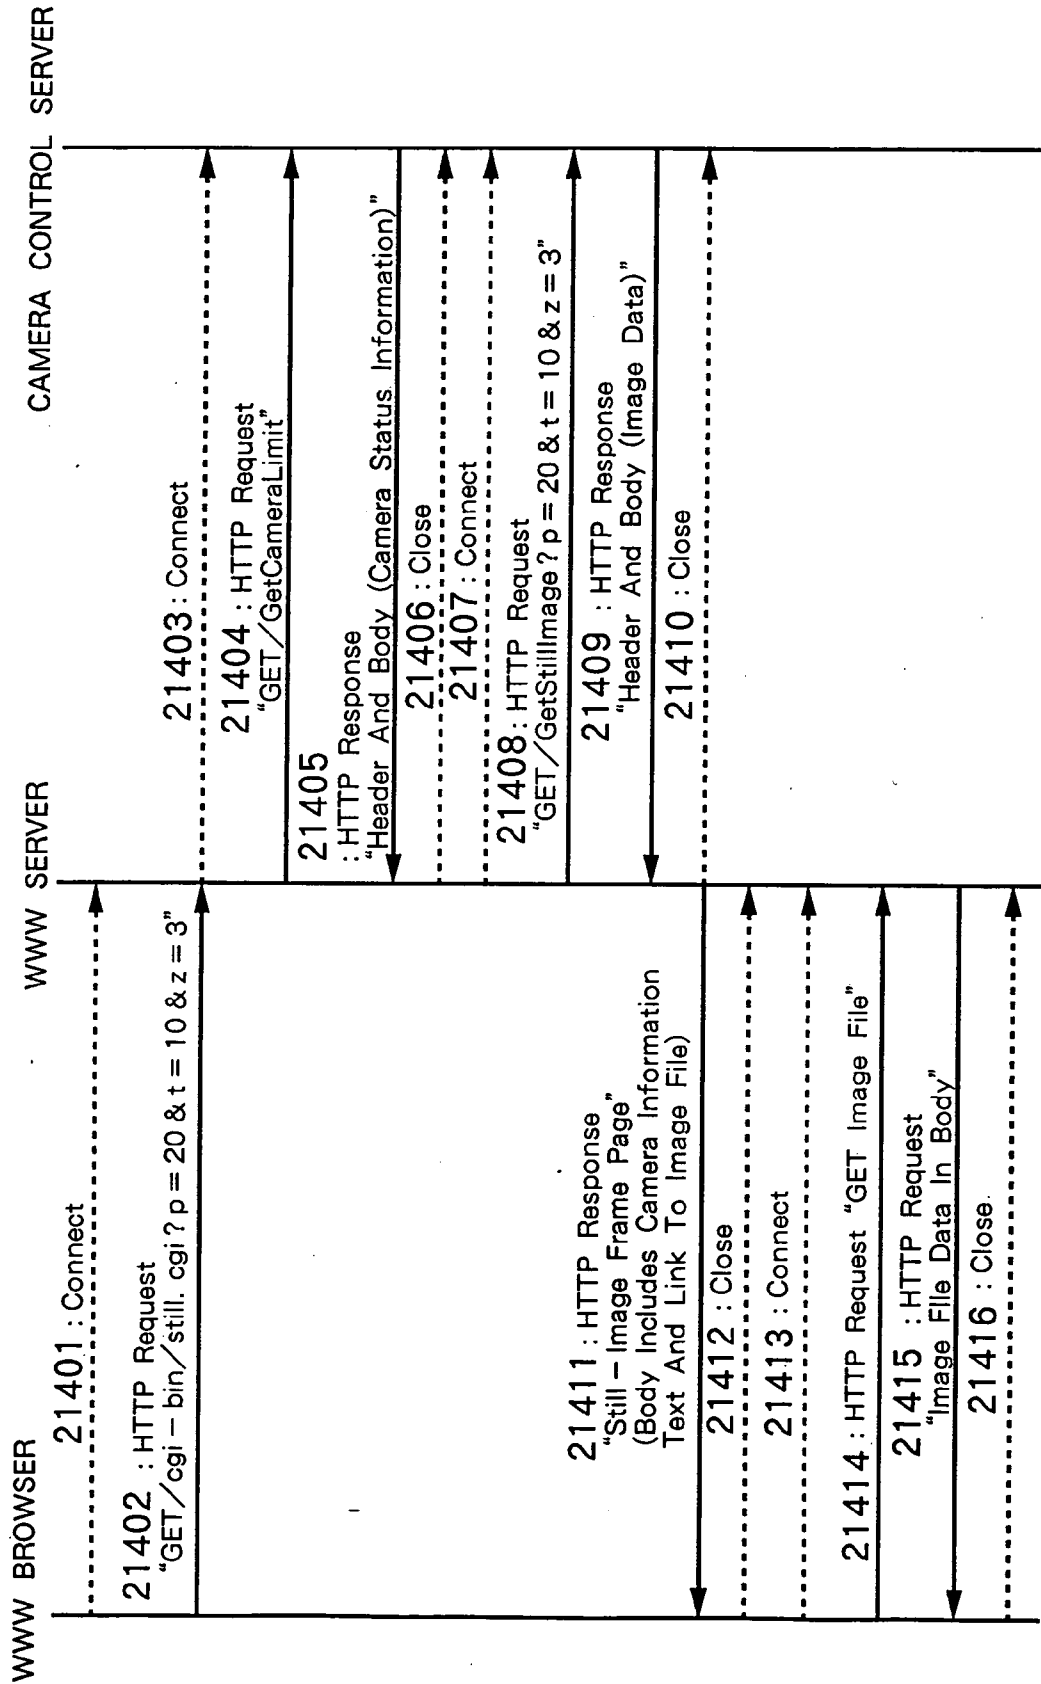 WWW BROWSER
WWW SERVER
CAMERA CONTROL SERVER
21401 : Connect
21402 : HTTP Request
“GET/cgi-bin/still. cgi? p=20&t=10&z=3”
21403 : Connect
21404 : HTTP Request
“GET/GetCameraLimit”
21405
: HTTP Response
“Header And Body (Camera Status Information)”
21406 : Close
21407 : Connect
21408 : HTTP Request
“GET/GetStillImage? p=20&t=10&z=3”
21409 : HTTP Response
“Header And Body (Image Data)”
21410 : Close
21411 : HTTP Response
“Still-Image Frame Page”
(Body Includes Camera Information
Text And Link To Image File)
21412 : Close
21413 : Connect
21414 : HTTP Request “GET Image File”
21415 : HTTP Request
“Image FIle Data In Body”
21416 : Close.